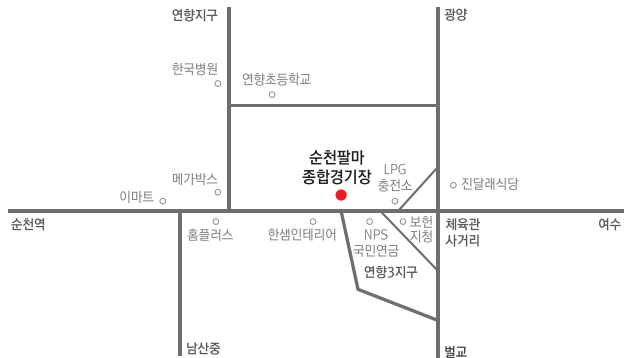 연향지구
광양
한국병원
연향초등학교
순천팔마
종합경기장
LPG
충전소
메가박스
이마트
진달래식당
순천역
홈플러스
한샘인테리어
NPS
국민연금
보헌
지청
체육관
사거리
여수
연향3지구
남산중
벌교